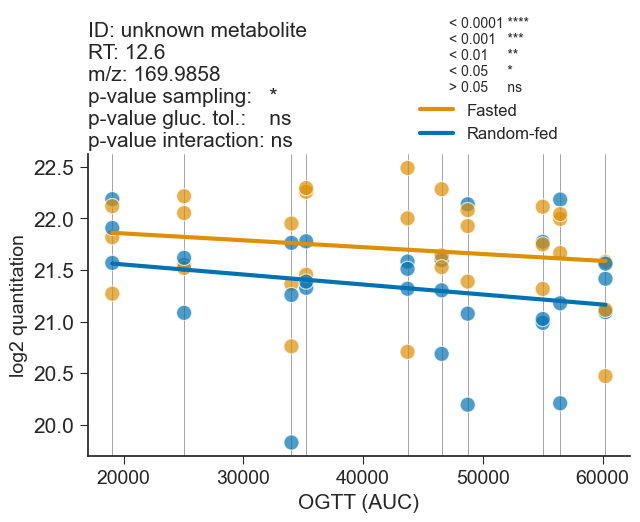 ID: unknown metabolite
RT: 12.6
m/z: 169.9858
p-value sampling: *
p-value gluc. tol.: ns
p-value interaction: ns
< 0.0001 ****
< 0.001 ***
< 0.01 **
< 0.05 *
> 0.05 ns
Fasted
Random-fed
log2 quantitation
22.5
22.0
21.5
21.0
20.5
20.0
20000 30000 40000 50000 60000
OGTT (AUC)